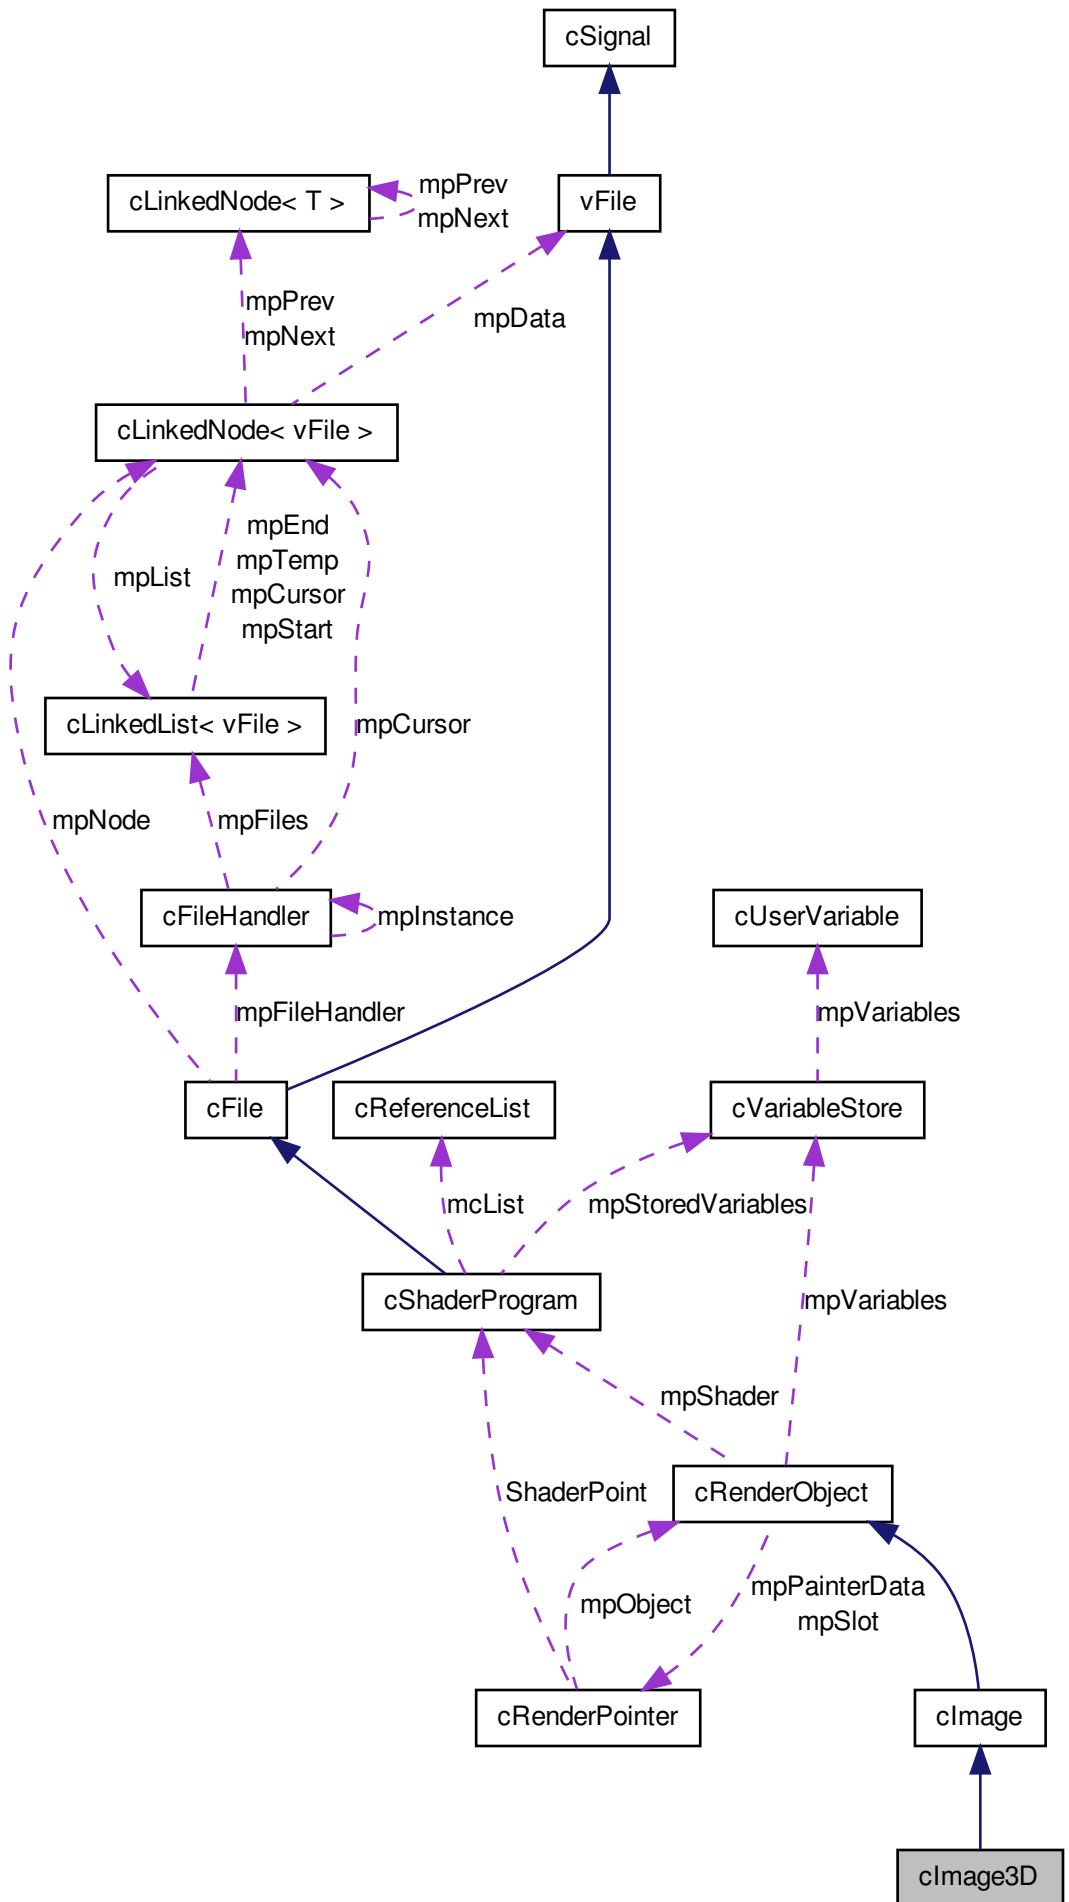 cSignal
cLinkedNode< T >
mpPrev
mpNext
vFile
mpPrev
mpNext
mpData
cLinkedNode< vFile >
mpList
mpEnd
mpTemp
mpCursor
mpStart
cLinkedList< vFile >
mpCursor
mpNode
mpFiles
cFileHandler
mpInstance
cUserVariable
mpFileHandler
mpVariables
cFile
cReferenceList
cVariableStore
mcList
mpStoredVariables
cShaderProgram
mpVariables
mpShader
ShaderPoint
cRenderObject
mpObject
mpPainterData
mpSlot
cRenderPointer
cImage
cImage3D